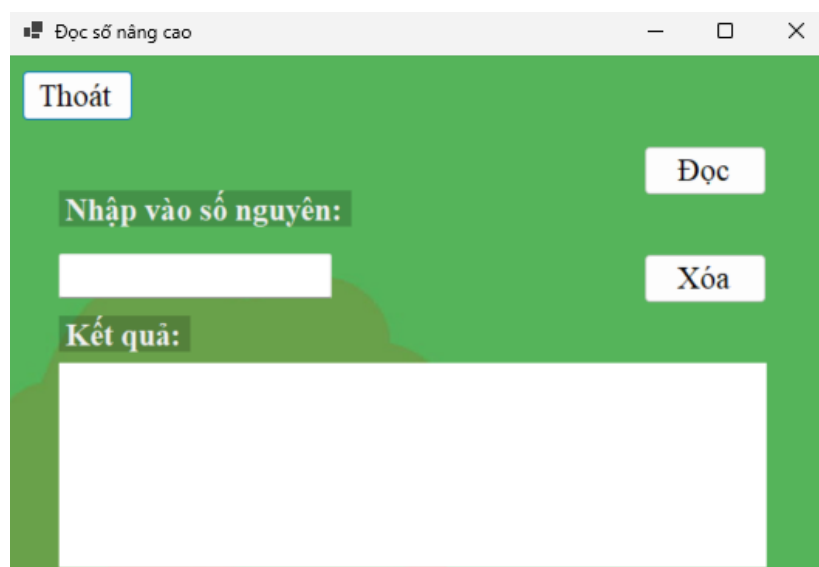 Đọc số nâng cao
Thoát
Đọc
Nhập vào số nguyên:
Xóa
Kết quả: